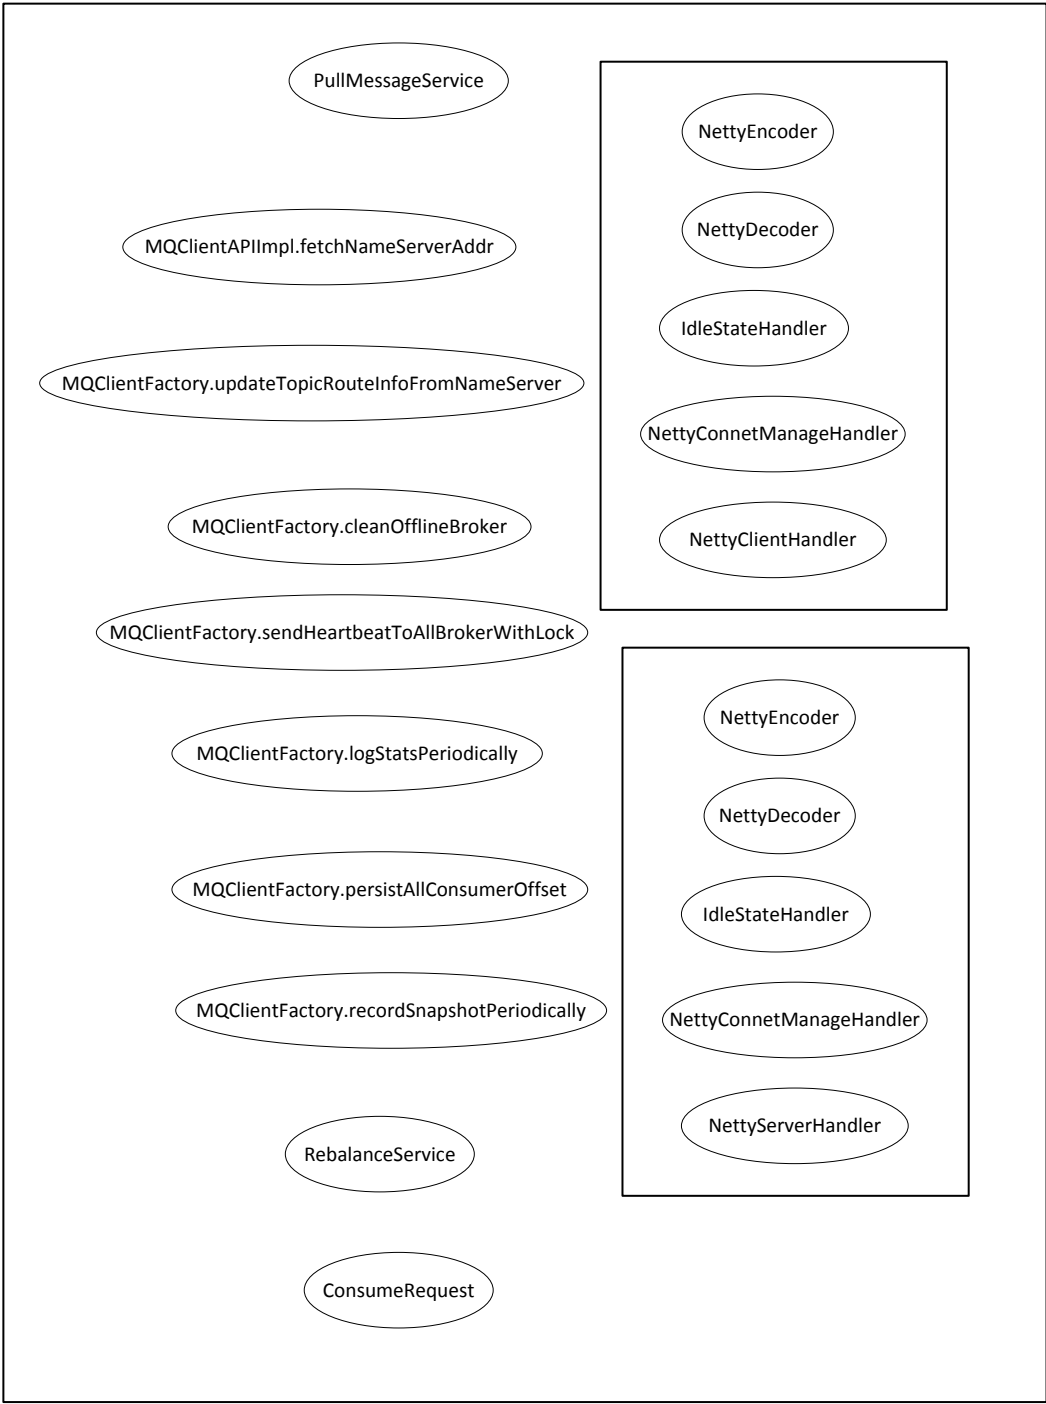 PullMessageService
MQClientAPIImpl.fetchNameServerAddr
MQClientFactory.updateTopicRouteInfoFromNameServer
MQClientFactory.cleanOfflineBroker
MQClientFactory.sendHeartbeatToAllBrokerWithLock
MQClientFactory.logStatsPeriodically
MQClientFactory.persistAllConsumerOffset
MQClientFactory.recordSnapshotPeriodically
RebalanceService
ConsumeRequest
NettyEncoder
NettyDecoder
IdleStateHandler
NettyConnetManageHandler
NettyClientHandler
NettyEncoder
NettyDecoder
IdleStateHandler
NettyConnetManageHandler
NettyServerHandler